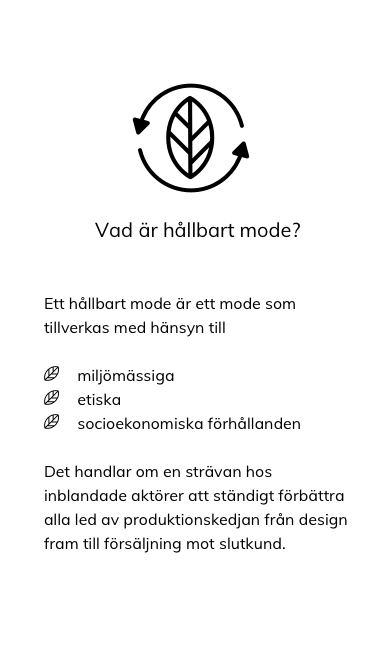 Vad är hållbart mode?
Ett hållbart mode är ett mode som
tillverkas med hänsyn till
miljömässiga
etiska
socioekonomiska förhållanden
Det handlar om en strävan hos
inblandade aktörer att ständigt förbättra
alla led av produktionskedjan från design
fram till försäljning mot slutkund.